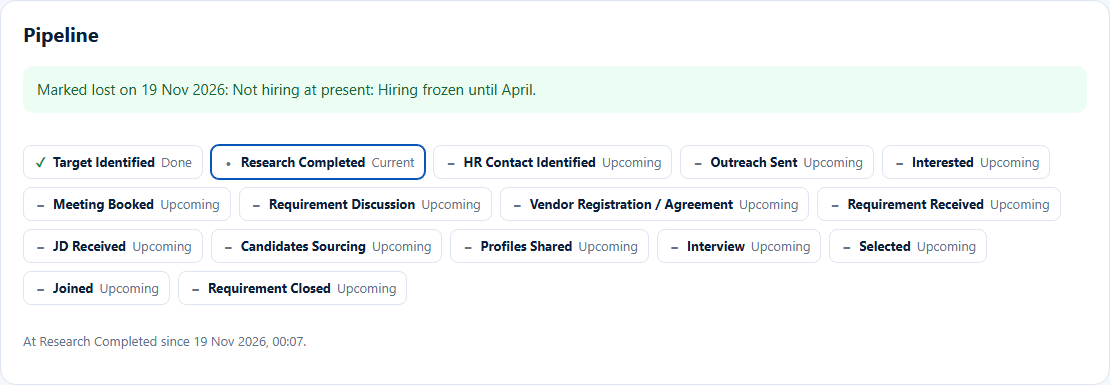 Pipeline
Marked lost on 19 Nov 2026: Not hiring at present: Hiring frozen until April.
✓ Target Identified Done • Research Completed Current – HR Contact Identified Upcoming – Outreach Sent Upcoming – Interested Upcoming
– Meeting Booked Upcoming – Requirement Discussion Upcoming – Vendor Registration / Agreement Upcoming – Requirement Received Upcoming
– JD Received Upcoming – Candidates Sourcing Upcoming – Profiles Shared Upcoming – Interview Upcoming – Selected Upcoming
– Joined Upcoming – Requirement Closed Upcoming
At Research Completed since 19 Nov 2026, 00:07.